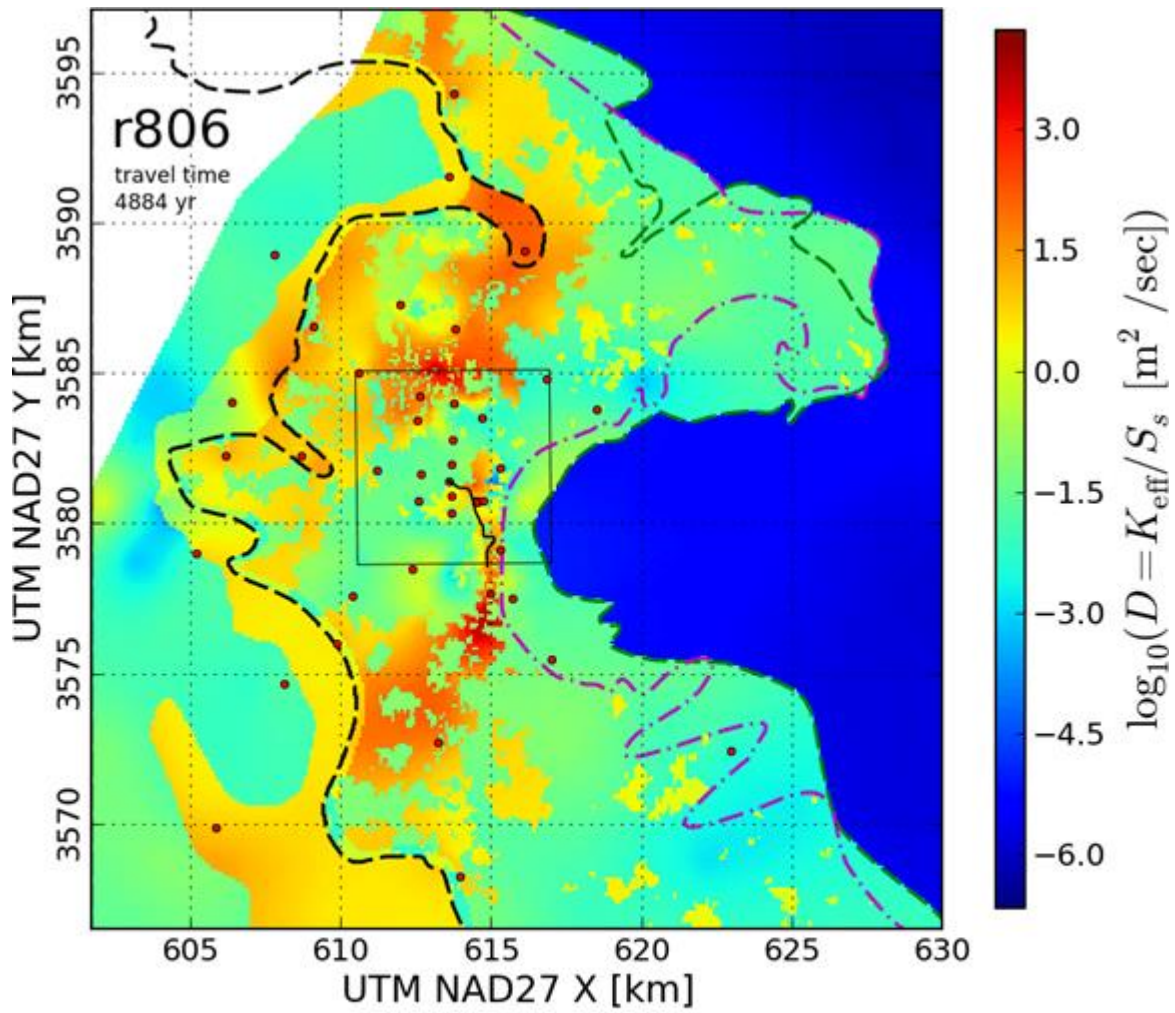 r806
travel time
4884 yr
3595
3590
3585
3580
3575
3570
UTM NAD27 Y [km]
605 610 615 620 625 630
UTM NAD27 X [km]
3.0
1.5
0.0
−1.5
−3.0
−4.5
−6.0
log₁₀(D = K_eff/S_s [m² /sec])